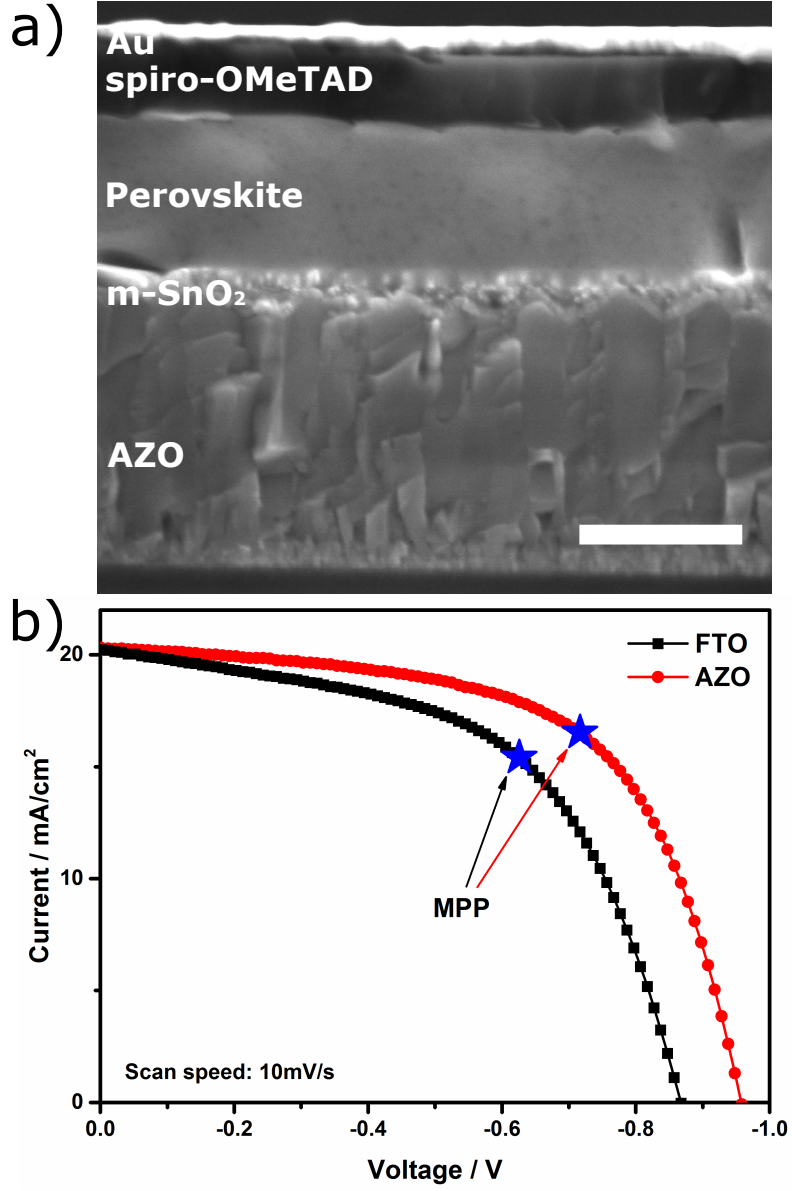 a)
Au
spiro-OMeTAD
Perovskite
m-SnO₂
AZO
b)
FTO
AZO
20
10
0
Current / mA/cm²
MPP
Scan speed: 10mV/s
0.0 -0.2 -0.4 -0.6 -0.8 -1.0
Voltage / V